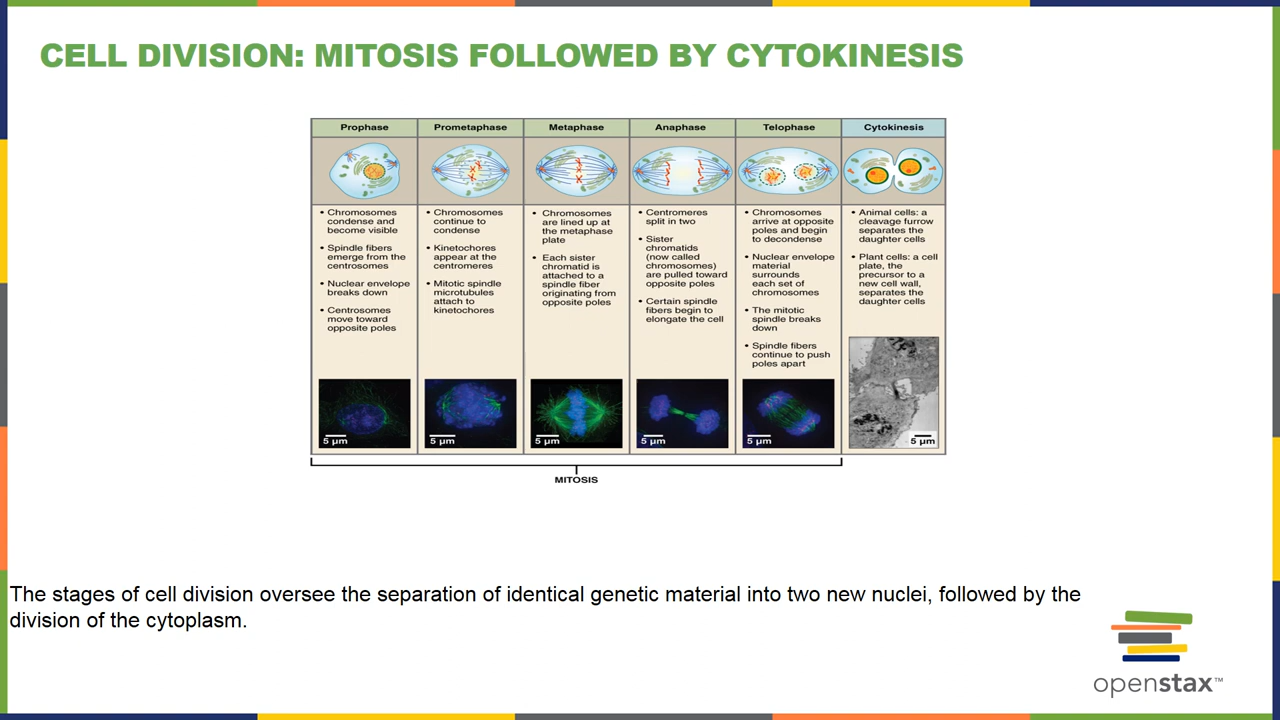 CELL DIVISION: MITOSIS FOLLOWED BY CYTOKINESIS
Prophase
• Chromosomes
condense and
become visible
• Spindle fibers
emerge from the
centrosomes
• Nuclear envelope
breaks down
• Centrosomes
move toward
opposite poles
5 µm
Prometaphase
• Chromosomes
continue to
condense
• Kinetochores
appear at the
centromeres
• Mitotic spindle
microtubules
attach to
kinetochores
5 µm
Metaphase
• Chromosomes
are lined up at
the metaphase
plate
• Each sister
chromatid is
attached to a
spindle fiber
originating from
opposite poles
5 µm
Anaphase
• Centromeres
split in two
• Sister
chromatids
(now called
chromosomes)
are pulled toward
opposite poles
• Certain spindle
fibers begin to
elongate the cell
5 µm
Telophase
• Chromosomes
arrive at opposite
poles and begin
to decondense
• Nuclear envelope
material
surrounds
each set of
chromosomes
• The mitotic
spindle breaks
down
• Spindle fibers
continue to push
poles apart
5 µm
Cytokinesis
• Animal cells: a
cleavage furrow
separates the
daughter cells
• Plant cells: a cell
plate, the
precursor to a
new cell wall,
separates the
daughter cells
5 µm
MITOSIS
The stages of cell division oversee the separation of identical genetic material into two new nuclei, followed by the
division of the cytoplasm.
openstax™